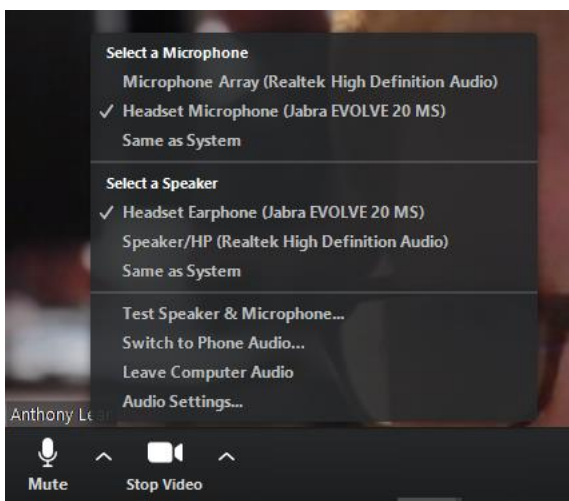 Select a Microphone
Microphone Array (Realtek High Definition Audio)
✓ Headset Microphone (Jabra EVOLVE 20 MS)
Same as System
Select a Speaker
✓ Headset Earphone (Jabra EVOLVE 20 MS)
Speaker/HP (Realtek High Definition Audio)
Same as System
Test Speaker & Microphone...
Switch to Phone Audio...
Leave Computer Audio
Audio Settings...
Anthony
Mute
Stop Video